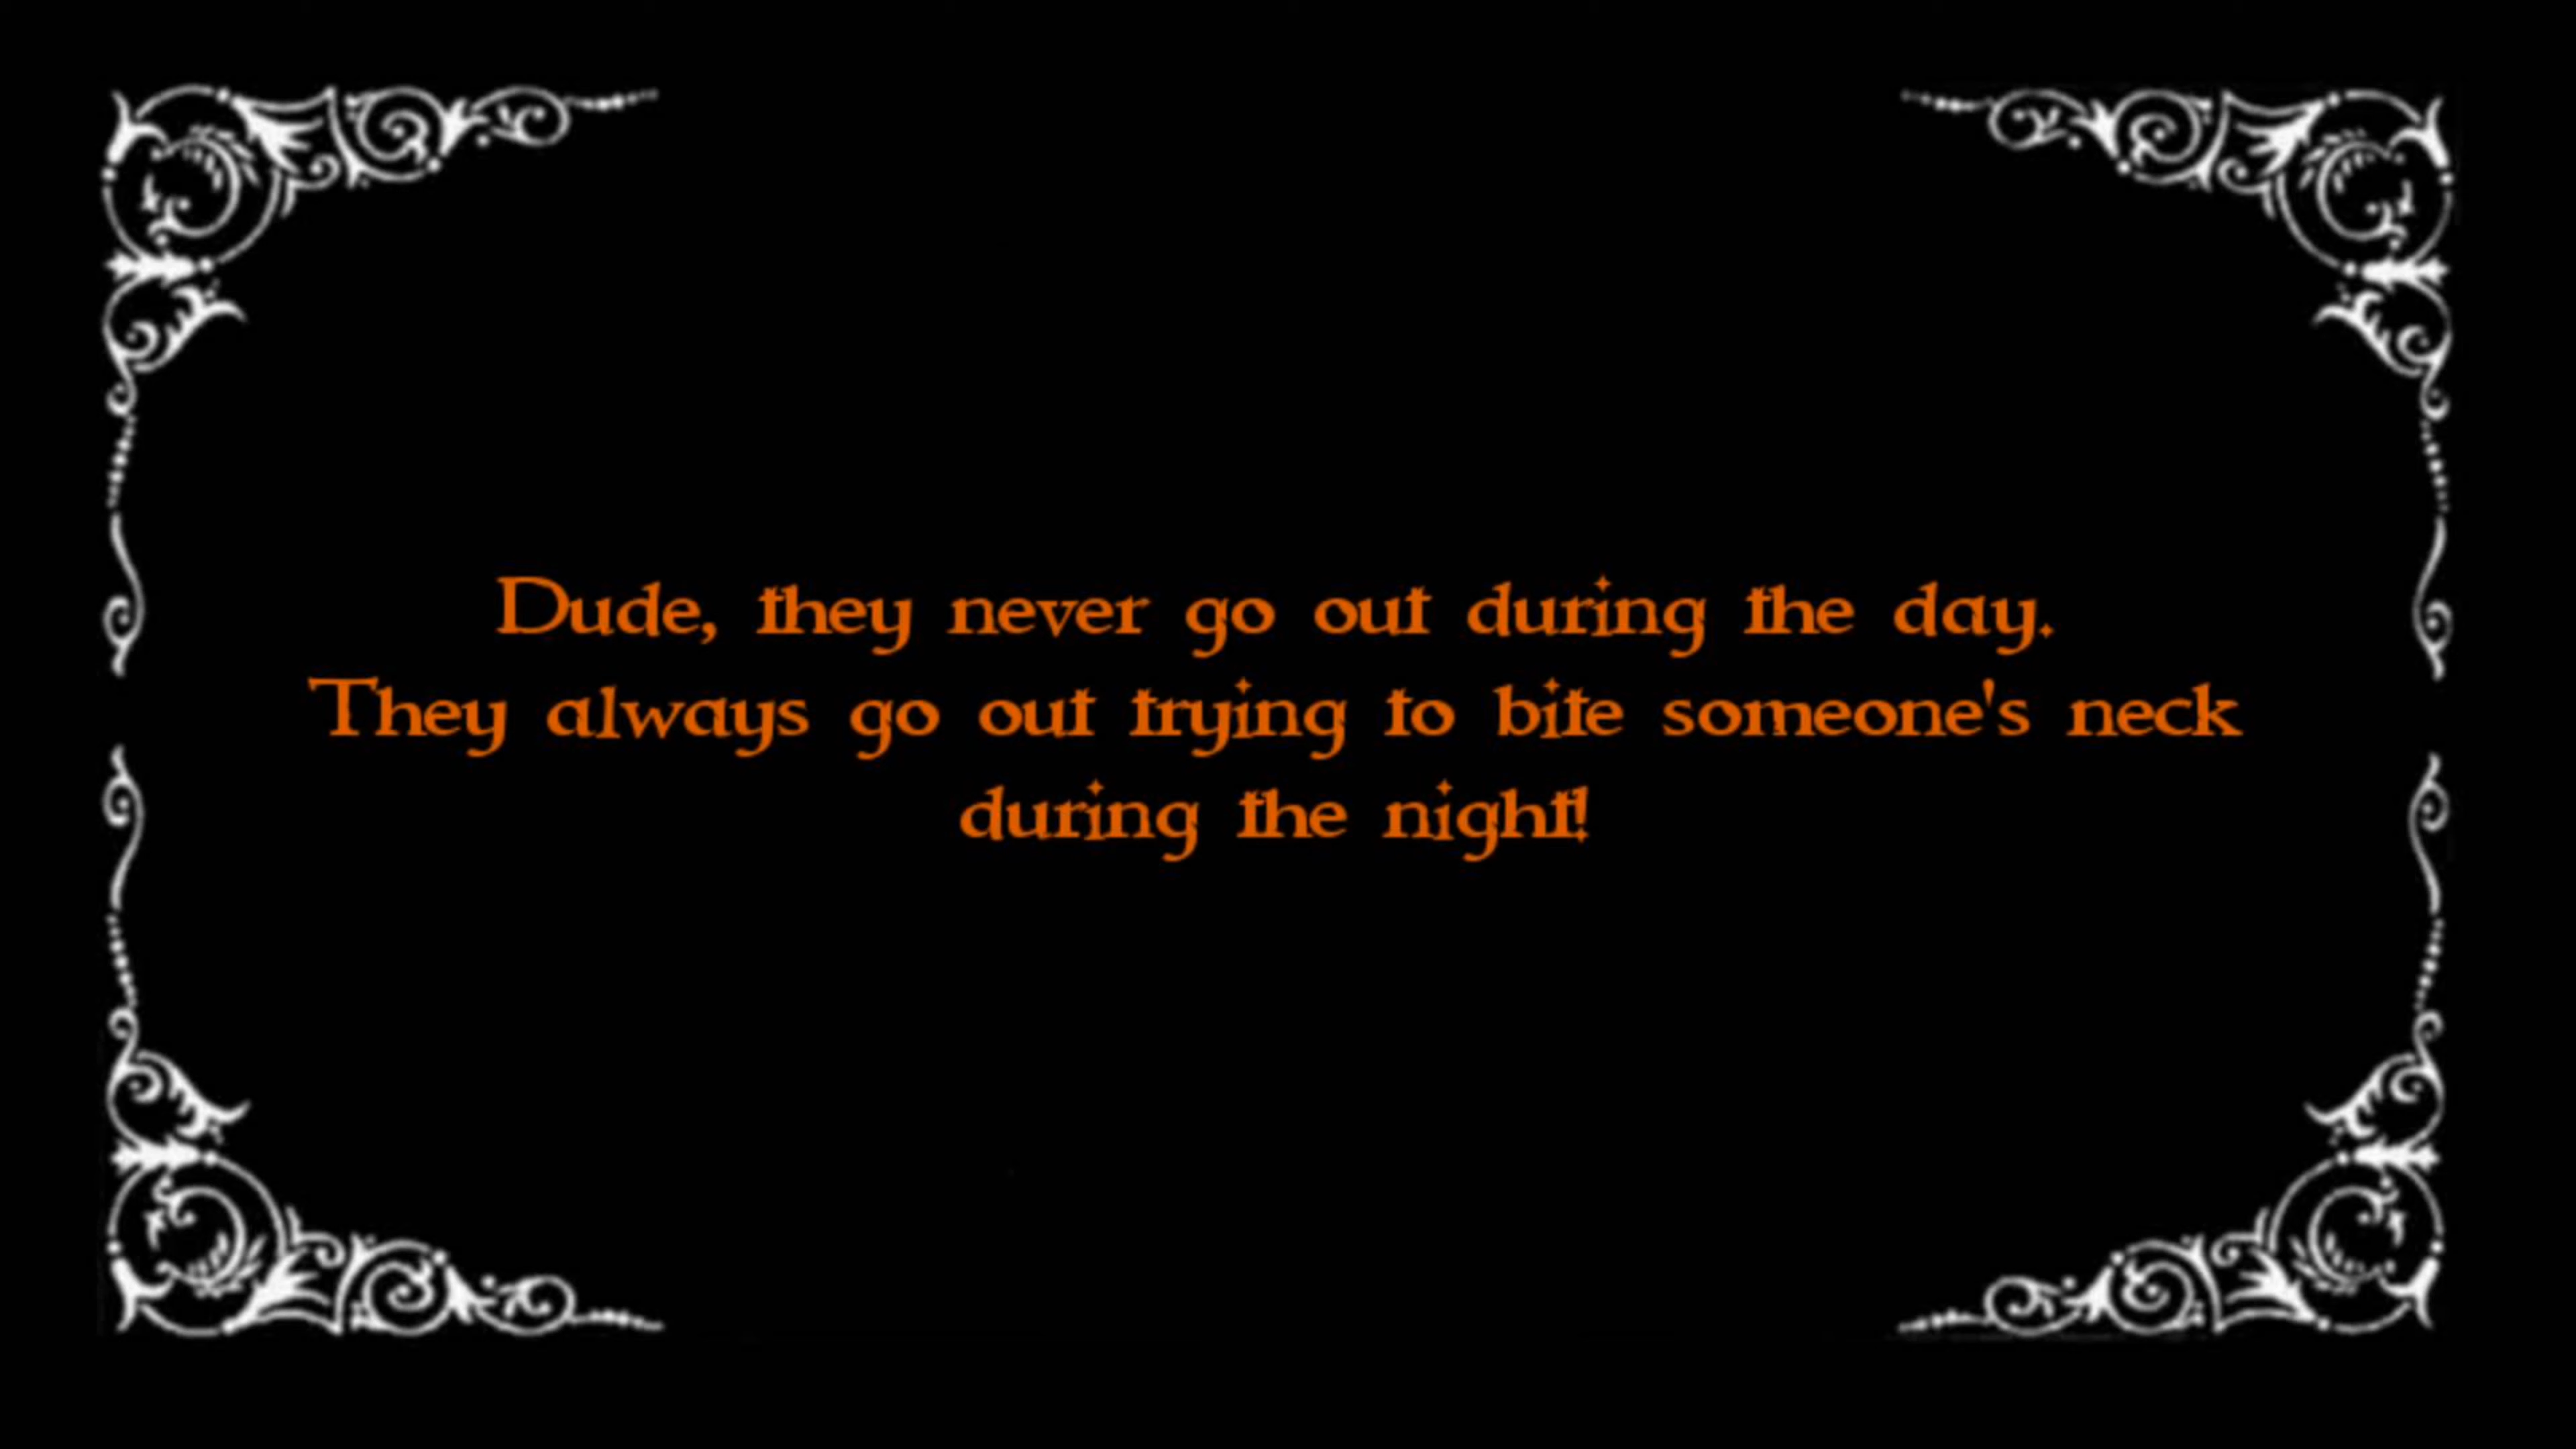 Dude, they never go out during the day.
They always go out trying to bite someone's neck
during the night!